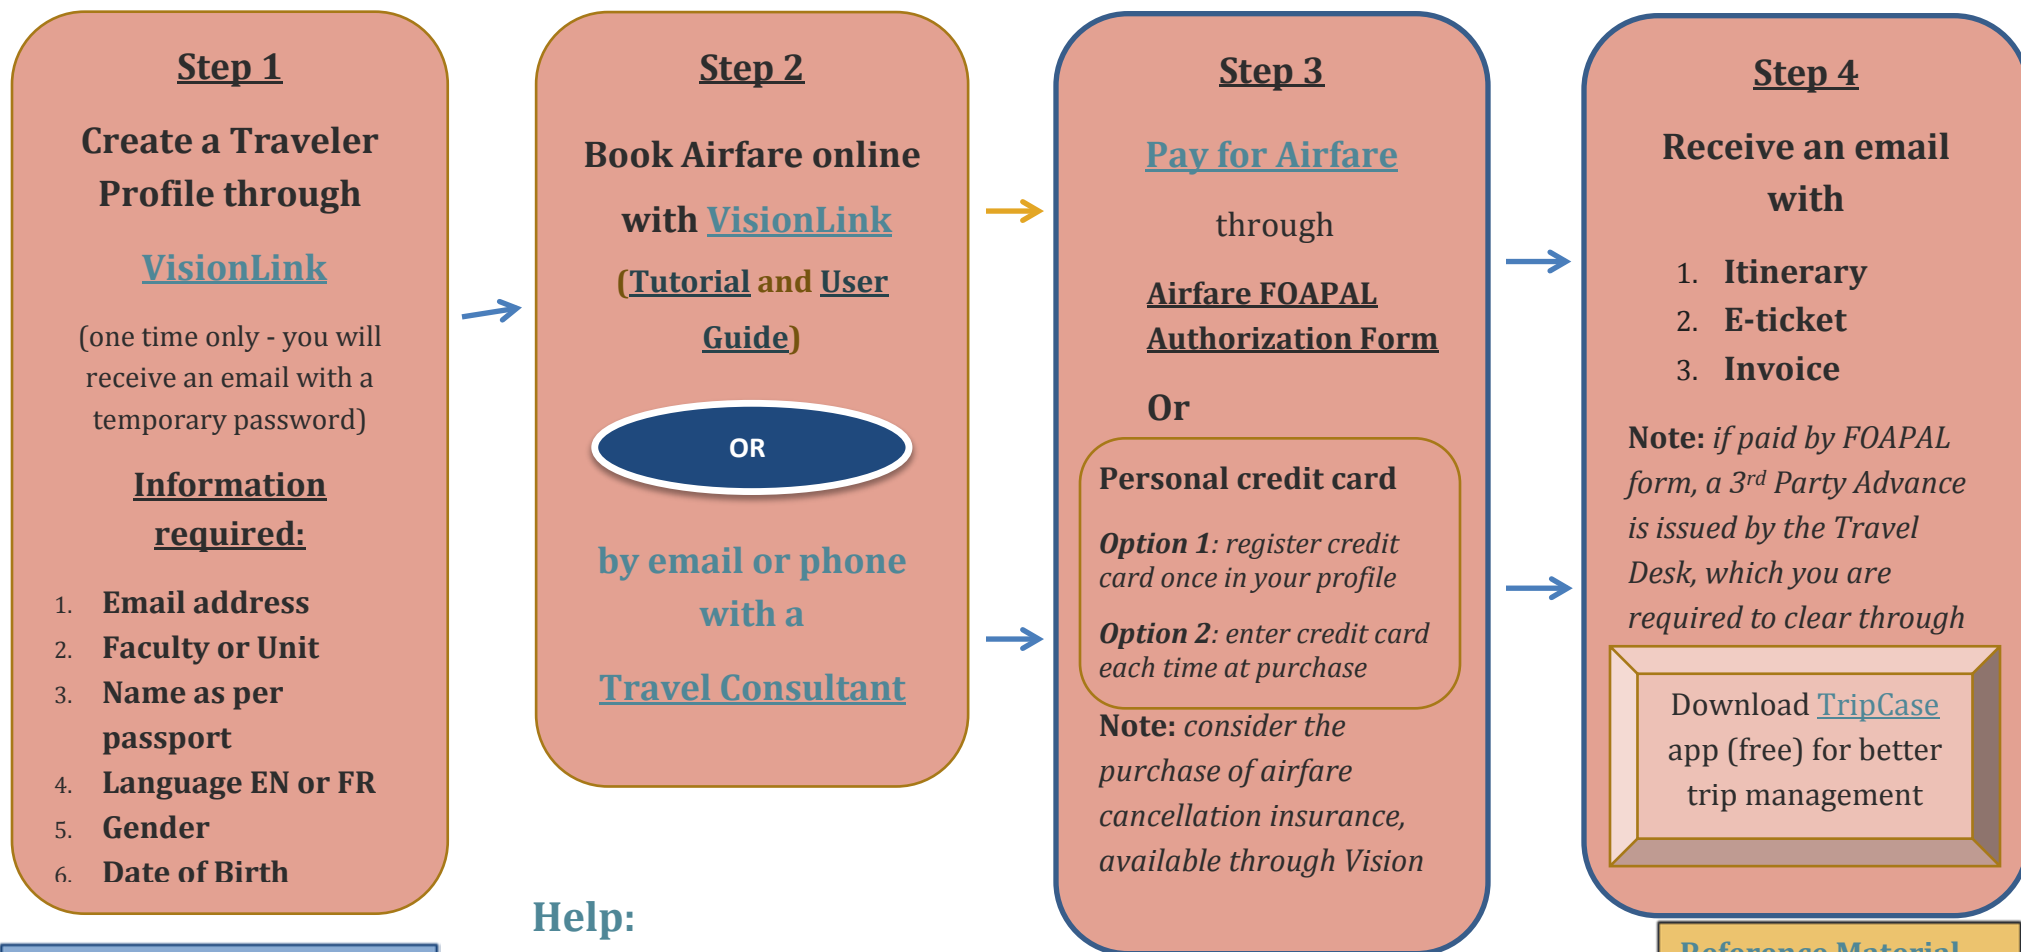 Step 1
Create a Traveler
Profile through
VisionLink
(one time only - you will
receive an email with a
temporary password)
Information
required:
1. Email address
2. Faculty or Unit
3. Name as per
passport
4. Language EN or FR
5. Gender
6. Date of Birth
Step 2
Book Airfare online
with VisionLink
(Tutorial and User
Guide)
OR
by email or phone
with a
Travel Consultant
Step 3
Pay for Airfare
through
Airfare FOAPAL
Authorization Form
Or
Personal credit card
Option 1: register credit
card once in your profile
Option 2: enter credit card
each time at purchase
Note: consider the
purchase of airfare
cancellation insurance,
available through Vision
Step 4
Receive an email
with
1. Itinerary
2. E-ticket
3. Invoice
Note: if paid by FOAPAL
form, a 3rd Party Advance
is issued by the Travel
Desk, which you are
required to clear through
Download TripCase
app (free) for better
trip management
Help:
Reference Material